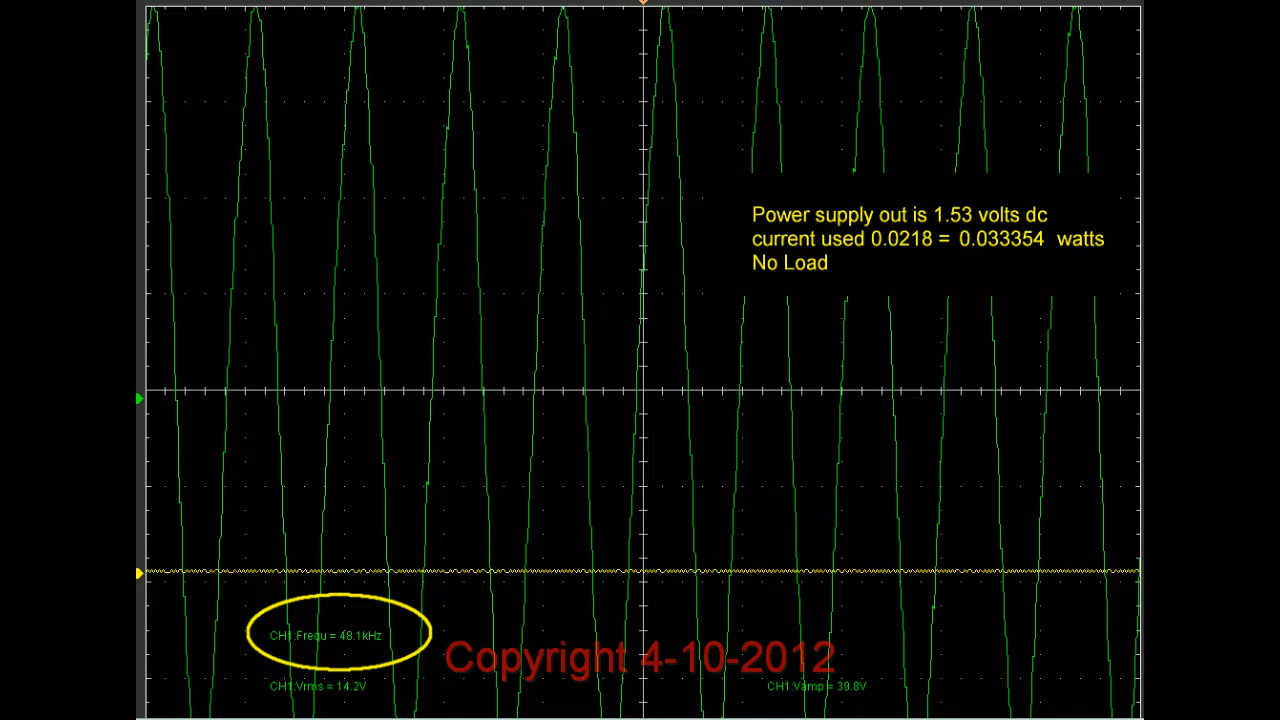 Power supply out is 1.53 volts dc
current used 0.0218 = 0.033354 watts
No Load
CH1:Frequ = 48.1kHz
Copyright 4-10-2012
CH1:Vrms = 14.2V
CH1:Vamp = 39.8V